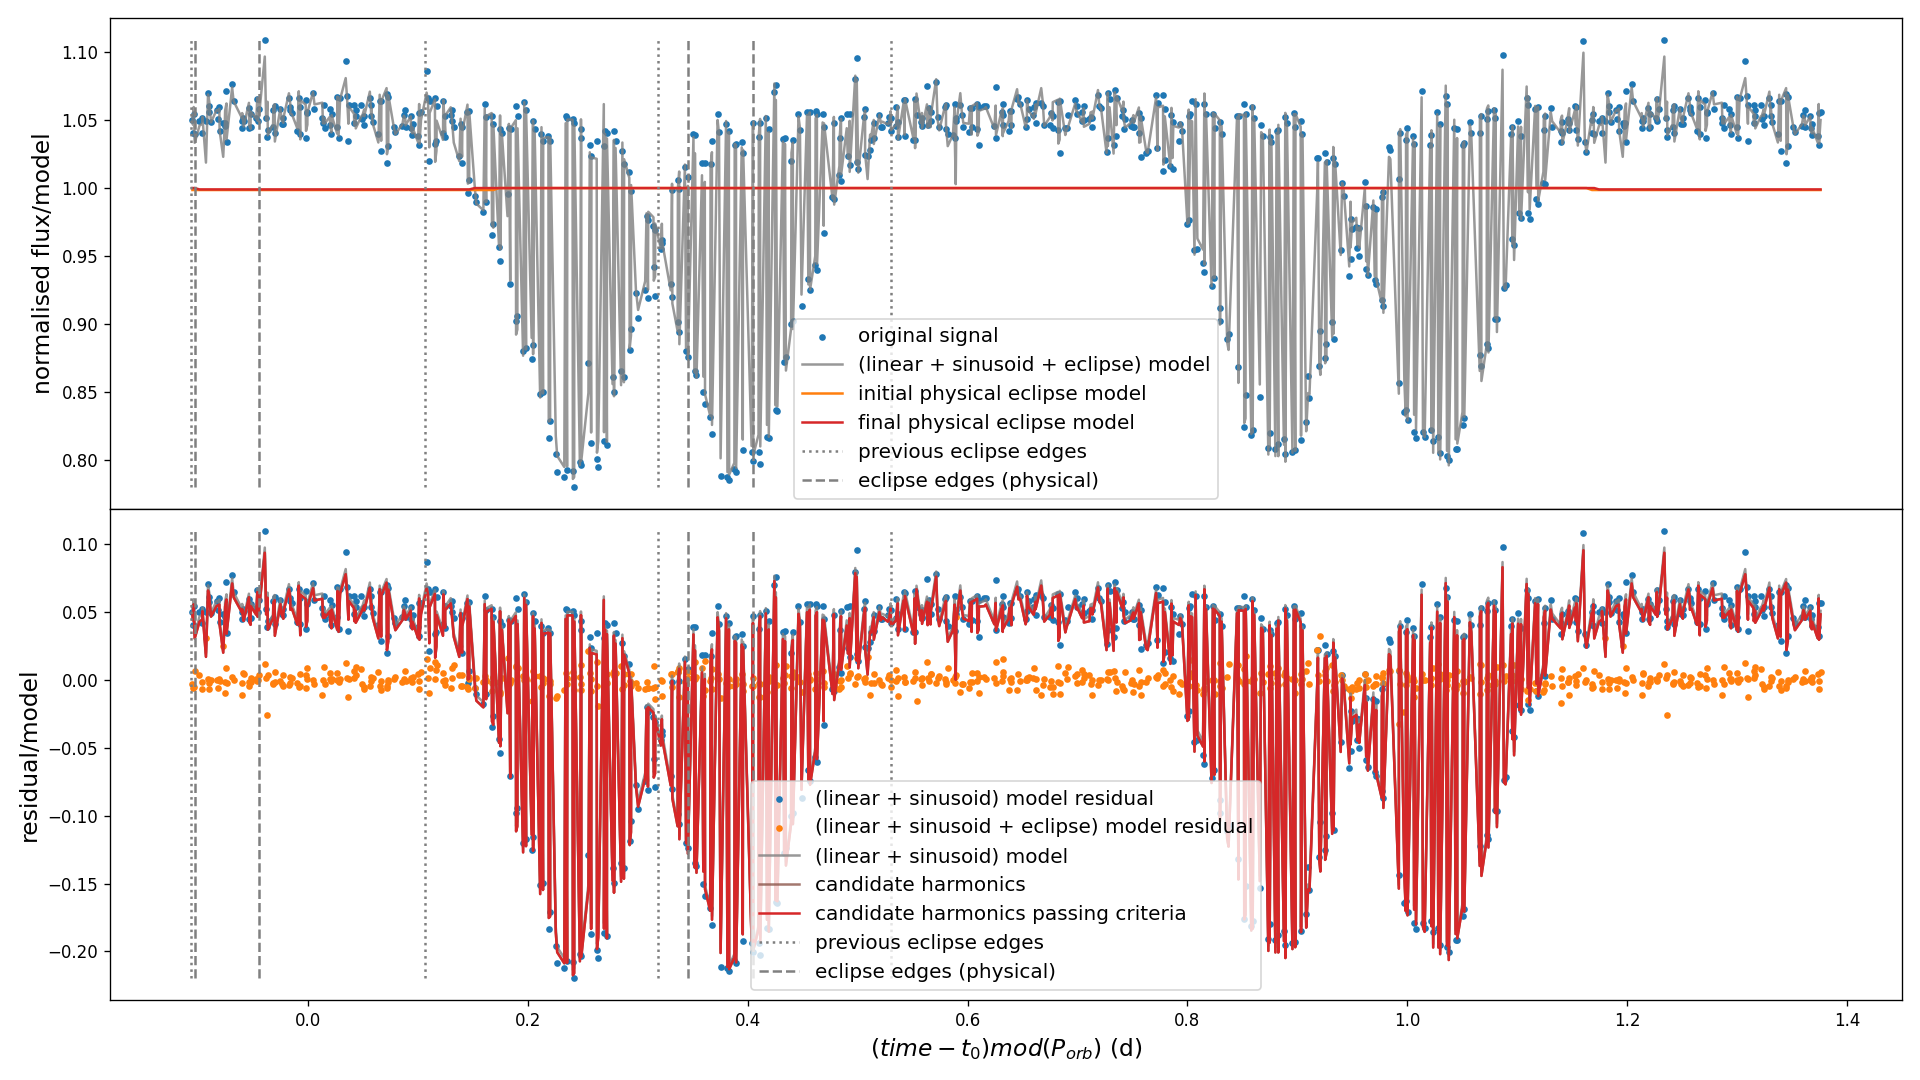 normalised flux/model
1.10
1.05
1.00
0.95
0.90
0.85
0.80
original signal
(linear + sinusoid + eclipse) model
initial physical eclipse model
final physical eclipse model
previous eclipse edges
eclipse edges (physical)
residual/model
0.10
0.05
0.00
−0.05
−0.10
−0.15
−0.20
(linear + sinusoid) model residual
(linear + sinusoid + eclipse) model residual
(linear + sinusoid) model
candidate harmonics
candidate harmonics passing criteria
previous eclipse edges
eclipse edges (physical)
0.0 0.2 0.4 0.6 0.8 1.0 1.2 1.4
(time − t₀)mod(P_orb) (d)